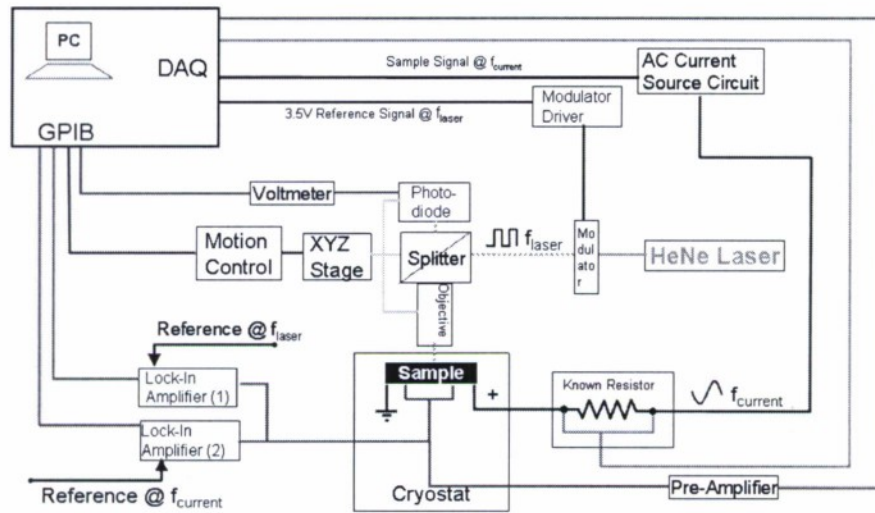 PC
DAQ
GPIB
Sample Signal @ fcurrent
AC Current
Source Circuit
3.5V Reference Signal @ flaser
Modulator
Driver
Voltmeter
Photo-
diode
Motion
Control
XYZ
Stage
Splitter
flaser
Mo
dul
ato
r
HeNe Laser
Objective
Reference @ flaser
Lock-In
Amplifier (1)
Sample
+
Known Resistor
fcurrent
Lock-In
Amplifier (2)
Reference @ fcurrent
Cryostat
Pre-Amplifier